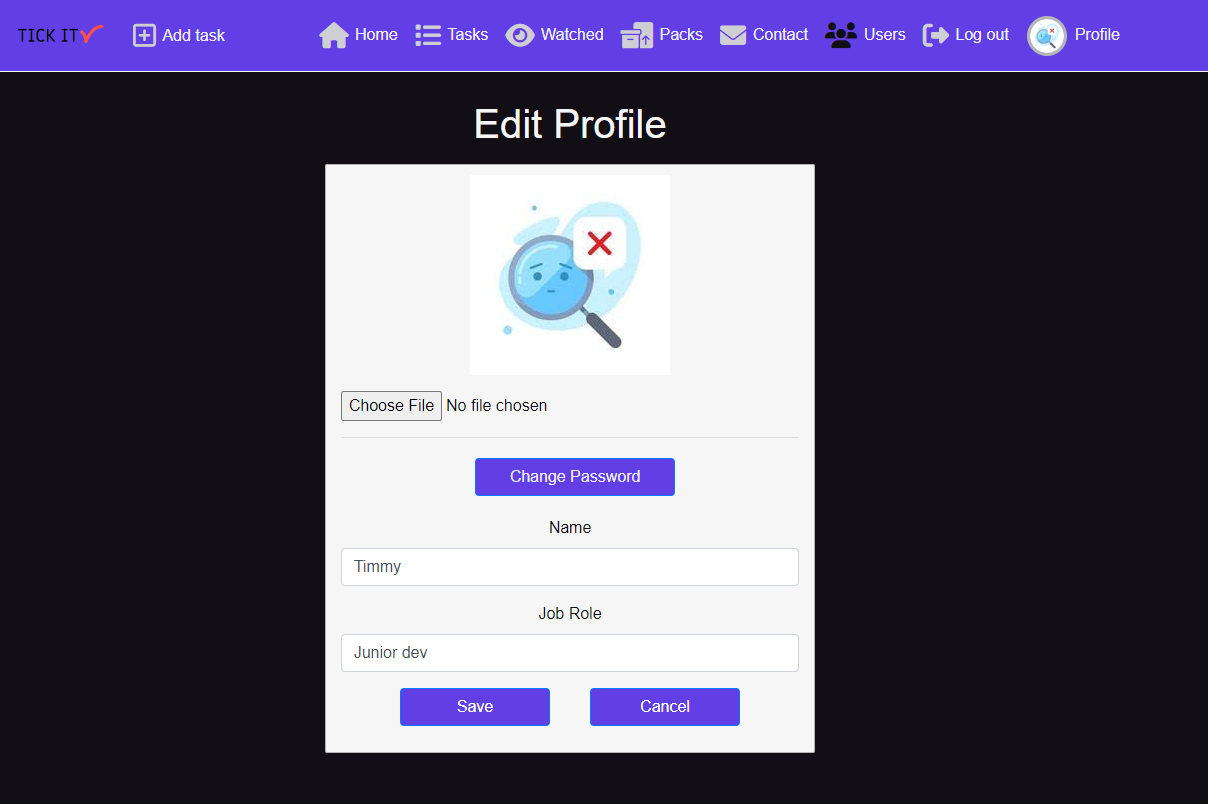 TICK IT Add task Home Tasks Watched Packs Contact Users Log out Profile
Edit Profile
Choose File No file chosen
Change Password
Name
Timmy
Job Role
Junior dev
Save Cancel